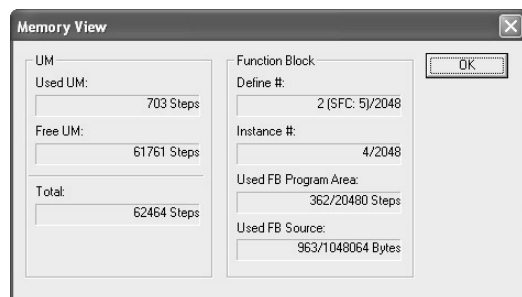 Memory View
UM
Used UM:
703 Steps
Free UM:
61761 Steps
Total:
62464 Steps
Function Block
Define #:
2 (SFC: 5)/2048
Instance #:
4/2048
Used FB Program Area:
362/20480 Steps
Used FB Source:
963/1048064 Bytes
OK